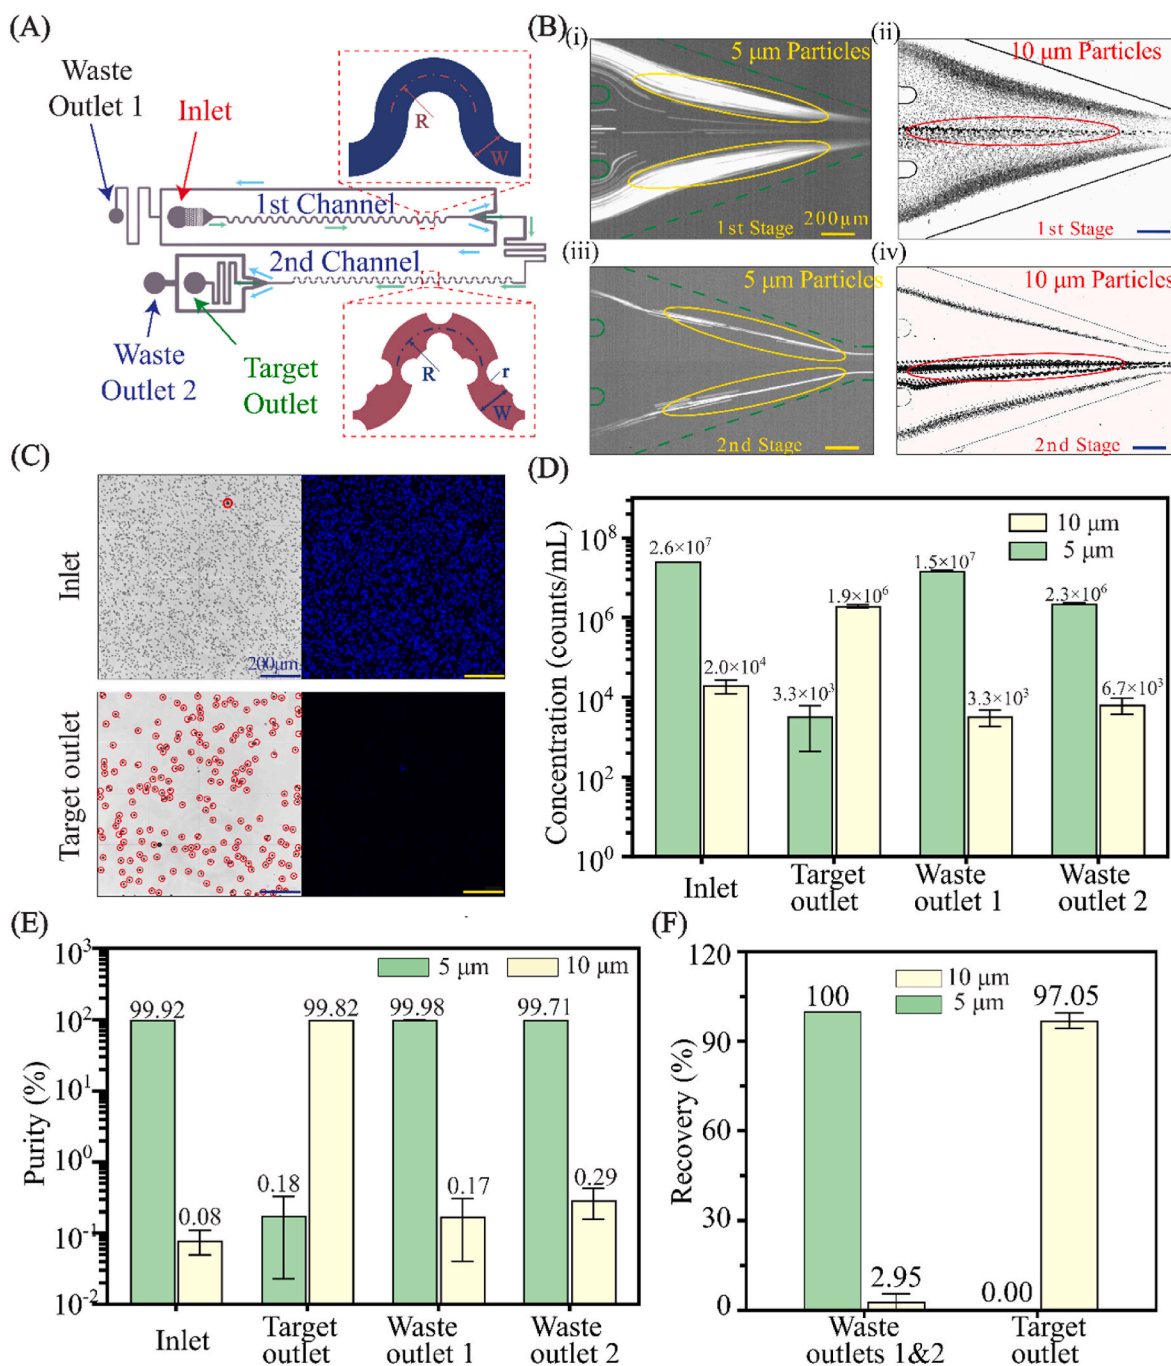 (A)
Waste
Outlet 1
Inlet
R
W
1st Channel
2nd Channel
Waste
Outlet 2
Target
Outlet
R
r
W
(B)
(i)
5 μm Particles
200μm
1st Stage
(ii)
10 μm Particles
1st Stage
(iii)
5 μm Particles
2nd Stage
(iv)
10 μm Particles
2nd Stage
(C)
Inlet
200μm
Target outlet
(D)
Concentration (counts/mL)
10⁸
10⁶
10⁴
10²
10⁰
10 μm
5 μm
2.6×10⁷
2.0×10⁴
3.3×10³
1.9×10⁶
1.5×10⁷
3.3×10³
2.3×10⁶
6.7×10³
Inlet
Target
outlet
Waste
outlet 1
Waste
outlet 2
(E)
Purity (%)
10³
10²
10¹
10⁰
10⁻¹
10⁻²
5 μm
10 μm
99.92
0.08
0.18
99.82
99.98
0.17
99.71
0.29
Inlet
Target
outlet
Waste
outlet 1
Waste
outlet 2
(F)
Recovery (%)
120
90
60
30
0
10 μm
5 μm
100
2.95
0.00
97.05
Waste
outlets 1&2
Target
outlet